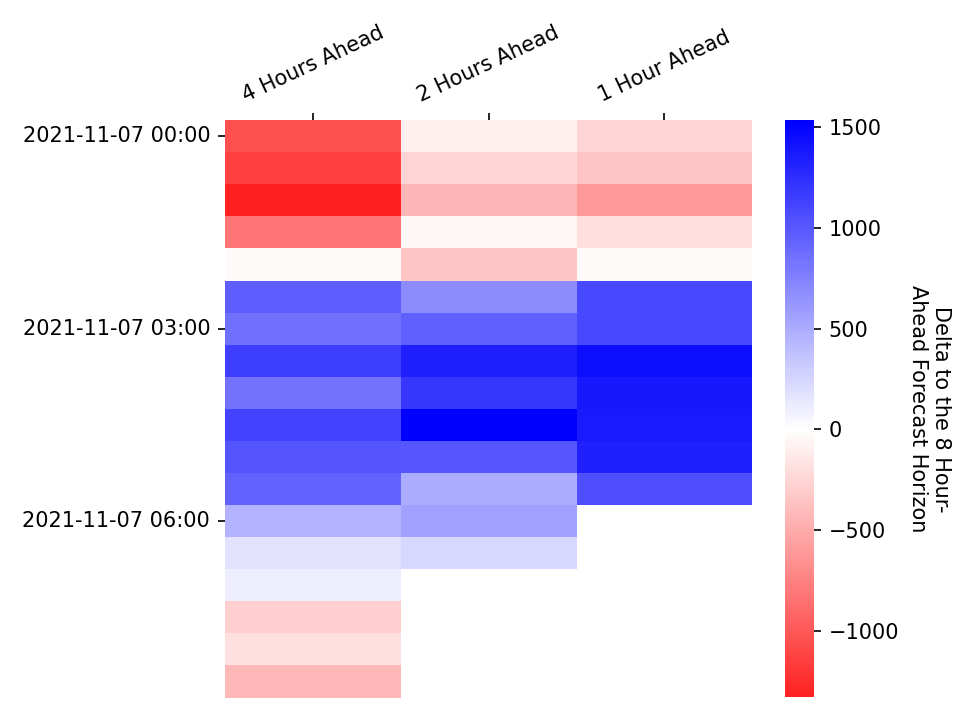 4 Hours Ahead
2 Hours Ahead
1 Hour Ahead
2021-11-07 00:00
2021-11-07 03:00
2021-11-07 06:00
1500
1000
500
0
−500
−1000
Delta to the 8 Hour-
Ahead Forecast Horizon